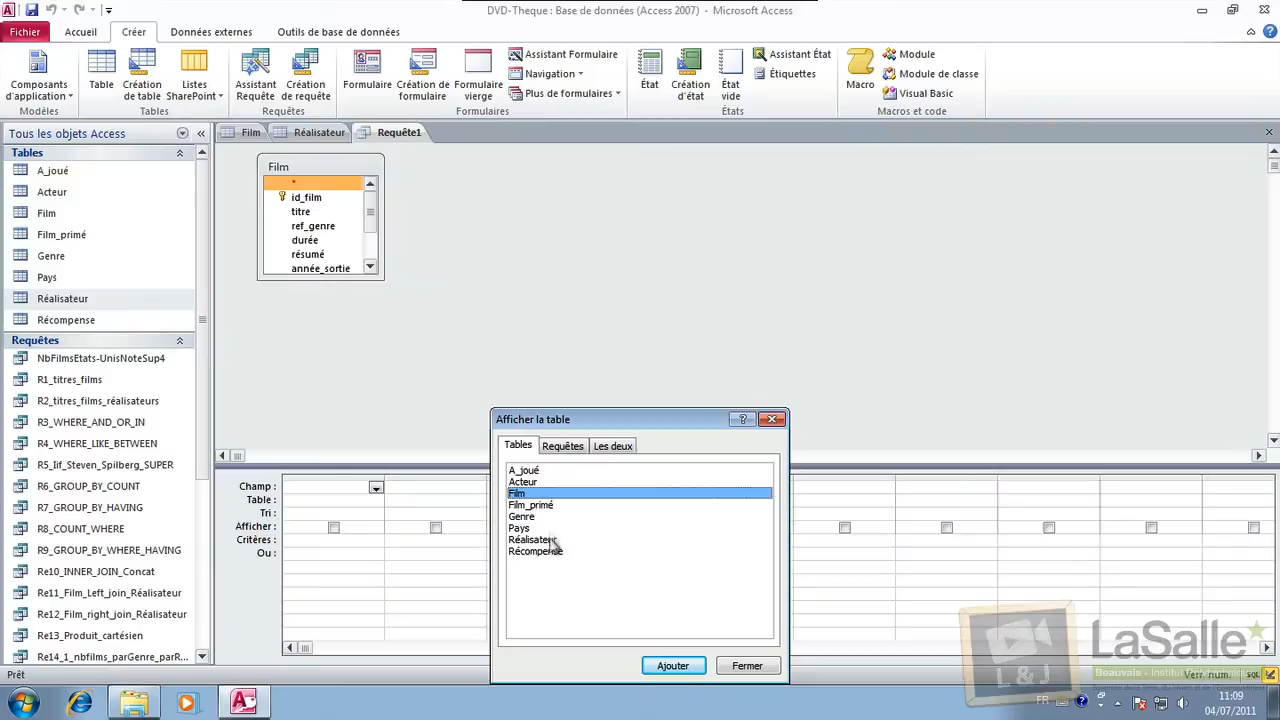 DVD-Theque : Base de données (Access 2007) - Microsoft Access
Fichier Accueil Créer Données externes Outils de base de données
Composants d'application
Modèles
Table
Création de table
Listes SharePoint
Tables
Assistant Requête
Création de requête
Requêtes
Formulaire
Création de formulaire
Formulaire vierge
Assistant Formulaire
Navigation
Plus de formulaires
Formulaires
État
Création d'état
État vide
Assistant État
Étiquettes
États
Macro
Module
Module de classe
Visual Basic
Macros et code
Tous les objets Access
Tables
A_joué
Acteur
Film
Film_primé
Genre
Pays
Réalisateur
Récompense
Requêtes
NbFilmsEtats-UnisNoteSup4
R1_titres_films
R2_titres_films_réalisateurs
R3_WHERE_AND_OR_IN
R4_WHERE_LIKE_BETWEEN
R5_Iif_Steven_Spilberg_SUPER
R6_GROUP_BY_COUNT
R7_GROUP_BY_HAVING
R8_COUNT_WHERE
R9_GROUP_BY_WHERE_HAVING
Re10_INNER_JOIN_Concat
Re11_Film_Left_join_Réalisateur
Re12_Film_right_join_Réalisateur
Re13_Produit_cartésien
Re14_1_nbfilms_parGenre_parR...
Film Réalisateur Requête1
Film
*
id_film
titre
ref_genre
durée
résumé
année_sortie
Champ :
Table :
Tri :
Afficher :
Critères :
Ou :
Afficher la table
Tables Requêtes Les deux
A_joué
Acteur
Film
Film_primé
Genre
Pays
Réalisateur
Récompense
Ajouter Fermer
L & J
LaSalle
Beauvais
Prêt
Verr. num.
SQL
FR
11:09
04/07/2011